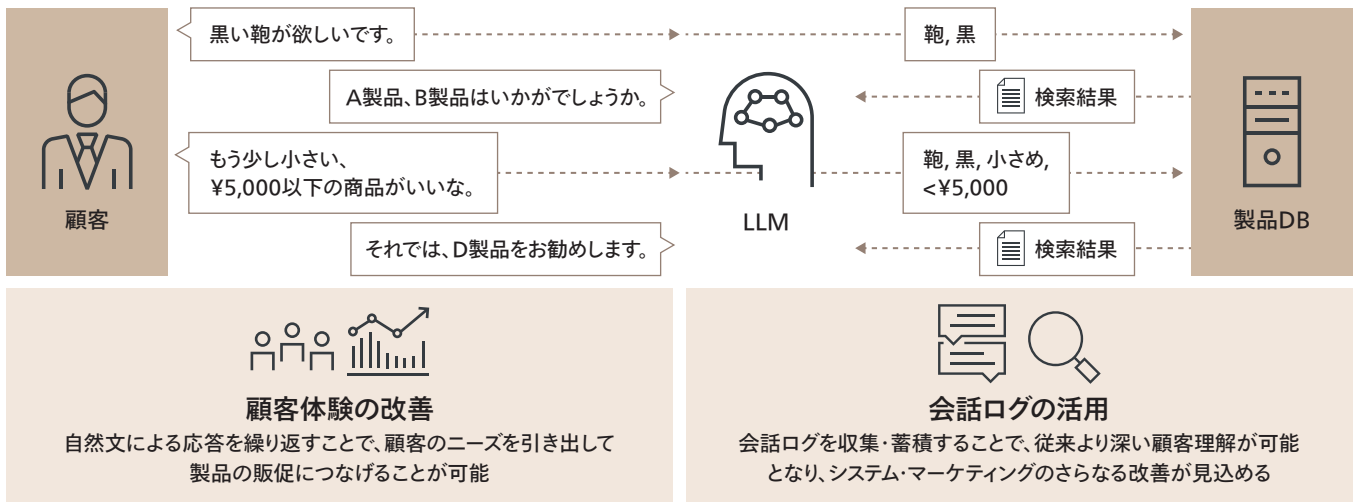 黒い鞄が欲しいです。
鞄, 黒
A製品、B製品はいかがでしょうか。
検索結果
もう少し小さい、
¥5,000以下の商品がいいな。
鞄, 黒, 小さめ,
<¥5,000
それでは、D製品をお勧めします。
検索結果
顧客
LLM
製品DB
顧客体験の改善
自然文による応答を繰り返すことで、顧客のニーズを引き出して
製品の販促につなげることが可能
会話ログの活用
会話ログを収集・蓄積することで、従来より深い顧客理解が可能
となり、システム・マーケティングのさらなる改善が見込める